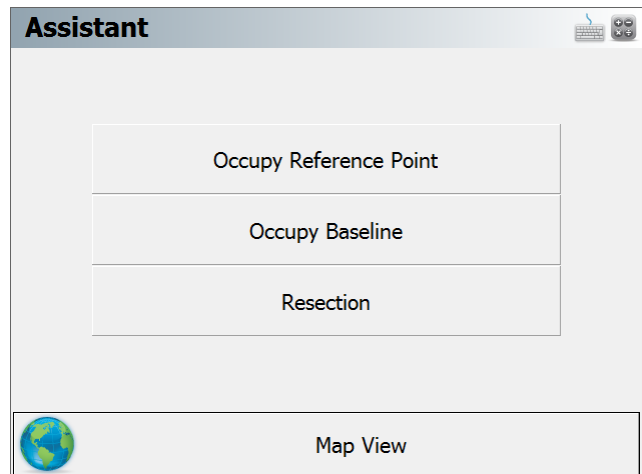 Assistant
Occupy Reference Point
Occupy Baseline
Resection
Map View